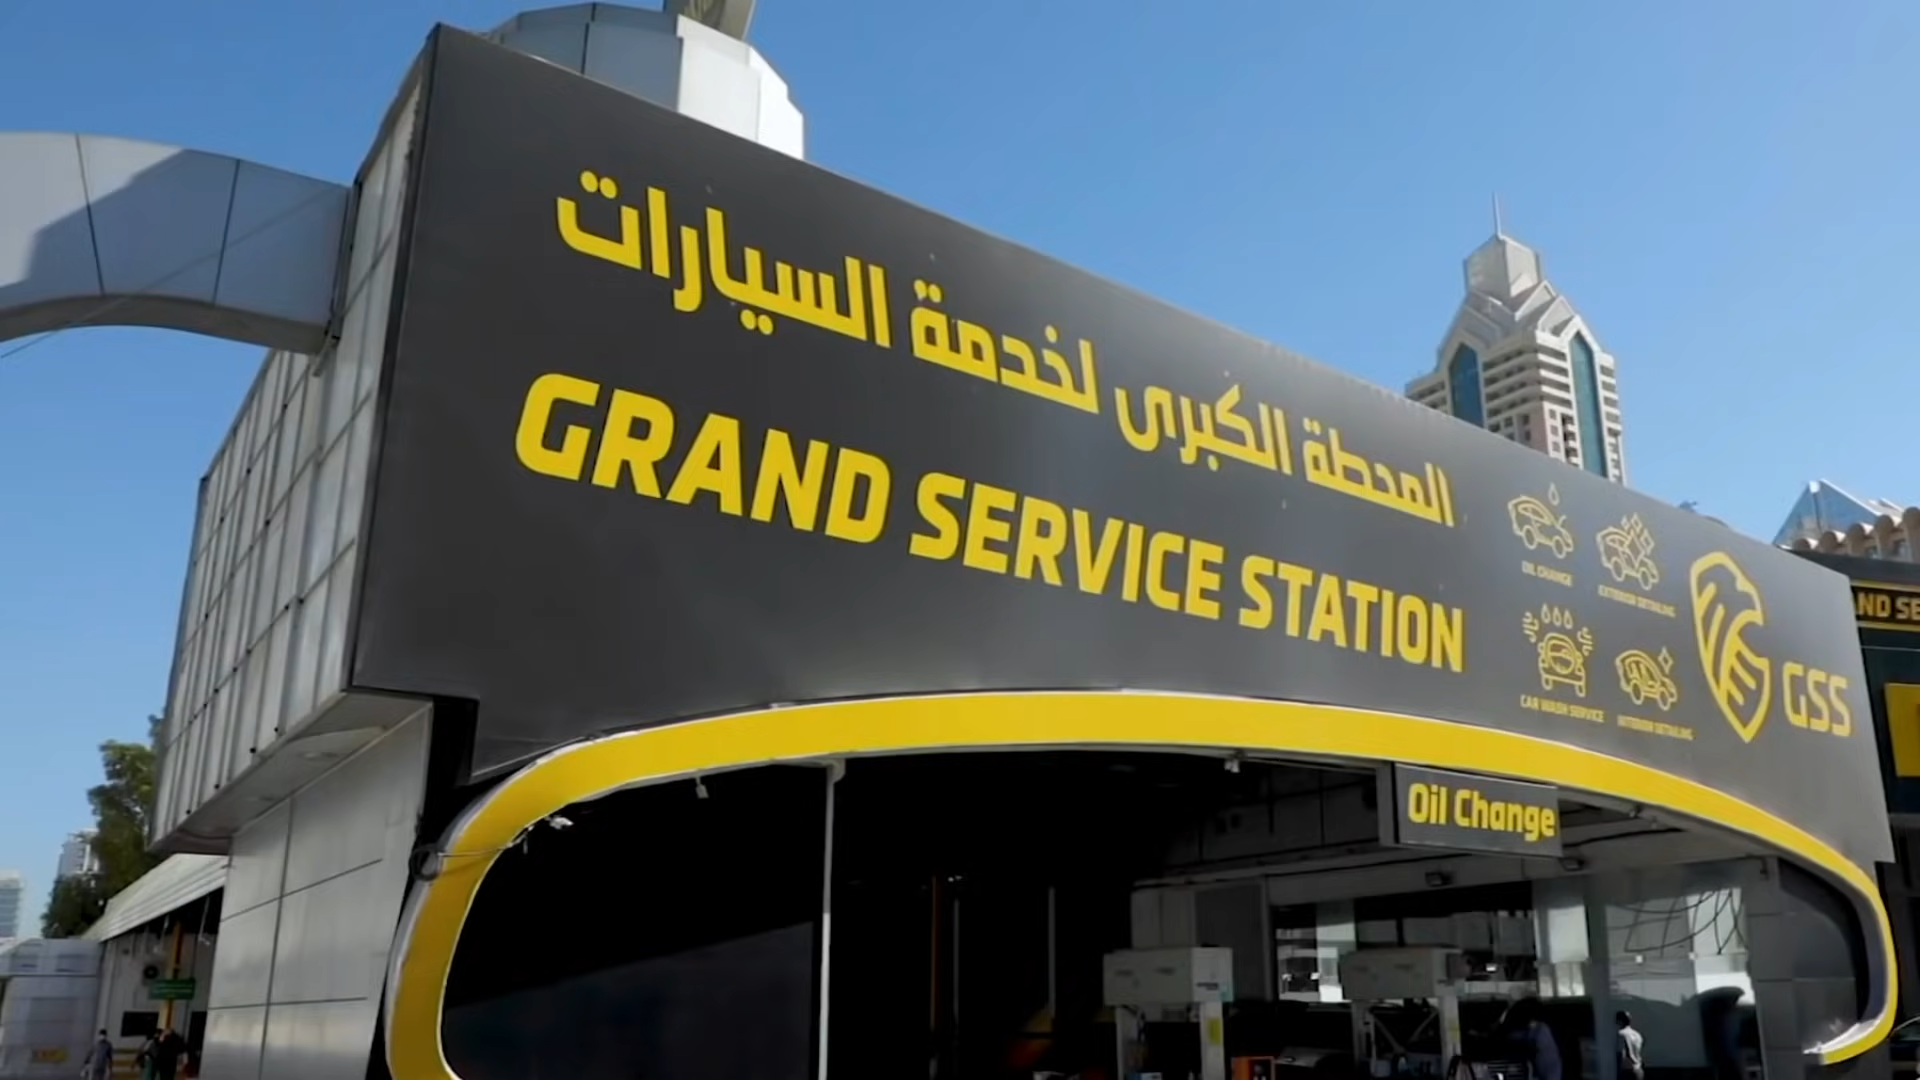 المحطة الكبرى لخدمة السيارات
GRAND SERVICE STATION
OIL CHANGE
EXTERIOR DETAILING
CAR WASH SERVICE
INTERIOR DETAILING
GSS
Oil Change
ND SE